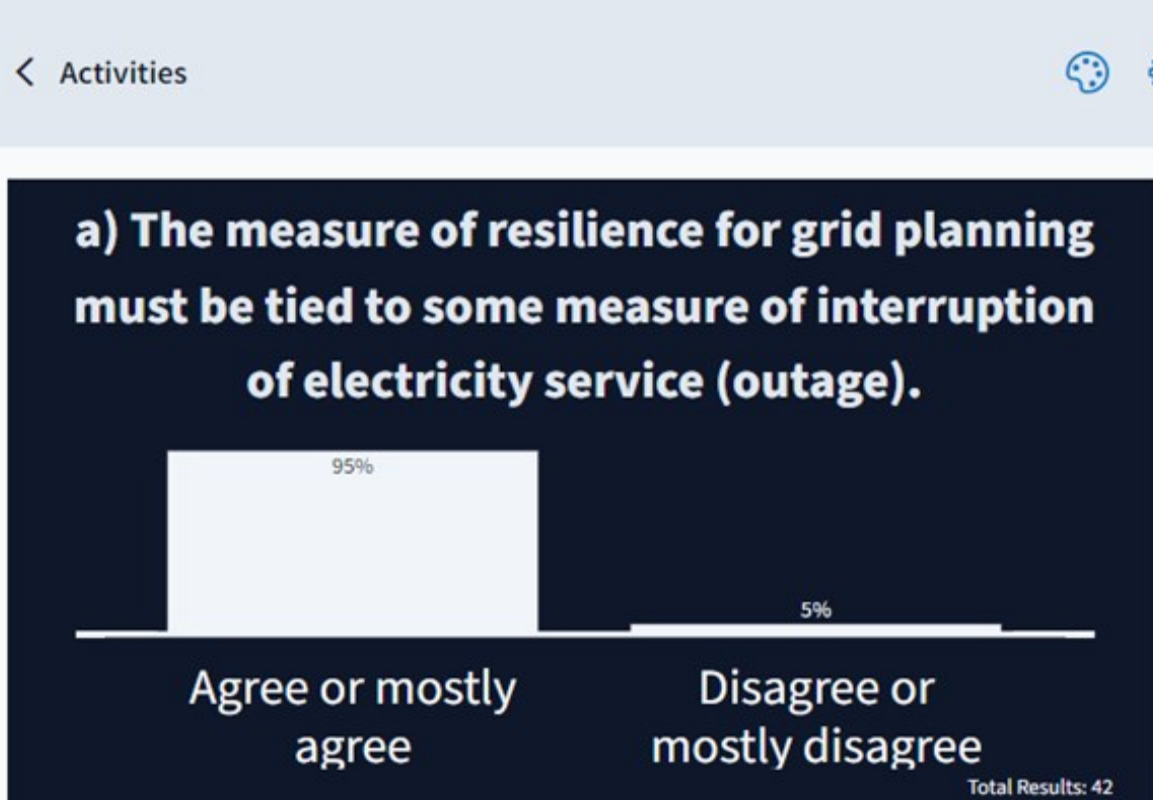 Activities
a) The measure of resilience for grid planning
must be tied to some measure of interruption
of electricity service (outage).
95%
5%
Agree or mostly
agree
Disagree or
mostly disagree
Total Results: 42